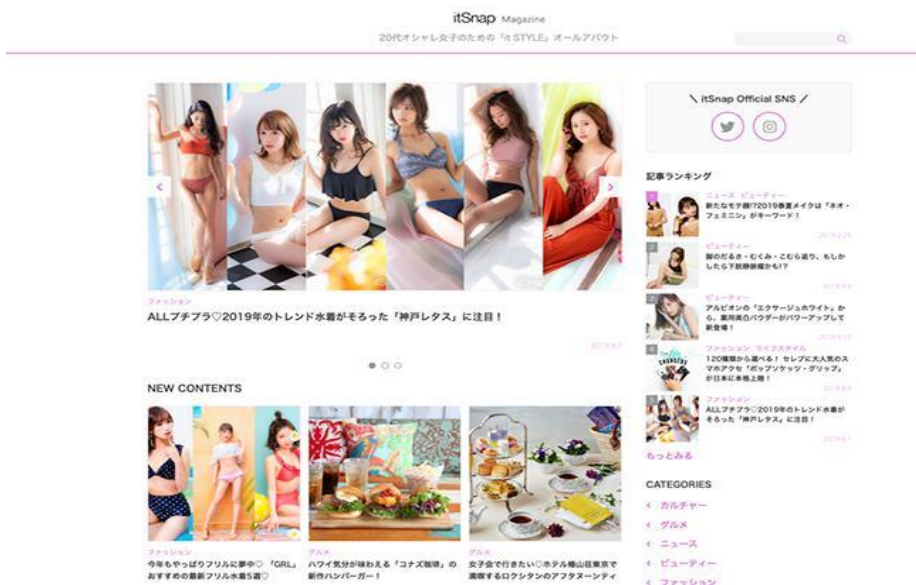 itSnap Magazine
20代オシャレ女子のための「it STYLE」オールアバウト
ファッション
ALLプチプラ♡2019年のトレンド水着がそろった「神戸レタス」に注目！
2019.6.7
NEW CONTENTS
ファッション
今年もやっぱりフリルに夢中♡ 「GRL」
おすすめの最新フリル水着5選♡
グルメ
ハワイ気分が味わえる「コナズ珈琲」の
新作ハンバーガー！
グルメ
女子会で行きたい♡ホテル椿山荘東京で
満喫するロクシタンのアフタヌーンティ
＼ itSnap Official SNS ／
記事ランキング
1
ニュース ビューティー
新たなモテ顔!?2019春夏メイクは「ネオ・
フェミニン」がキーワード！
2
ビューティー
脚のだるさ・むくみ・こむら返り、もしか
したら下肢静脈瘤かも!?
3
ビューティー
アルビオンの「エクサージュホワイト」か
ら、薬用美白パウダーがパワーアップして
新登場！
4
ファッション ライフスタイル
120種類から選べる！ セレブに大人気のス
マホアクセ「ポップソケッツ・グリップ」
が日本に本格上陸！
5
ファッション
ALLプチプラ♡2019年のトレンド水着が
そろった「神戸レタス」に注目！
2019.6.7
もっとみる
CATEGORIES
カルチャー
グルメ
ニュース
ビューティー
ファッション